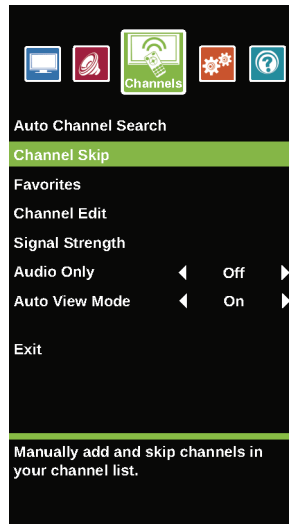 Channels
Auto Channel Search
Channel Skip
Favorites
Channel Edit
Signal Strength
Audio Only Off
Auto View Mode On
Exit
Manually add and skip channels in
your channel list.